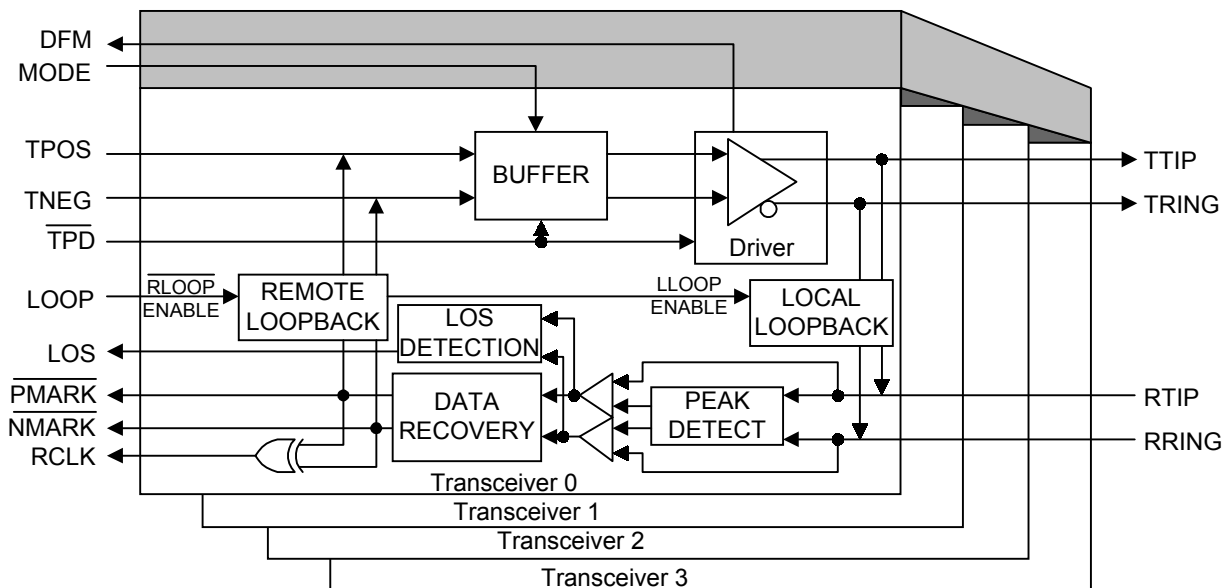 DFM
MODE
TPOS
TNEG
TPD
LOOP
LOS
PMARK
NMARK
RCLK
BUFFER
Driver
RLOOP
ENABLE
REMOTE
LOOPBACK
LLOOP
ENABLE
LOCAL
LOOPBACK
LOS
DETECTION
DATA
RECOVERY
PEAK
DETECT
TTIP
TRING
RTIP
RRING
Transceiver 0
Transceiver 1
Transceiver 2
Transceiver 3